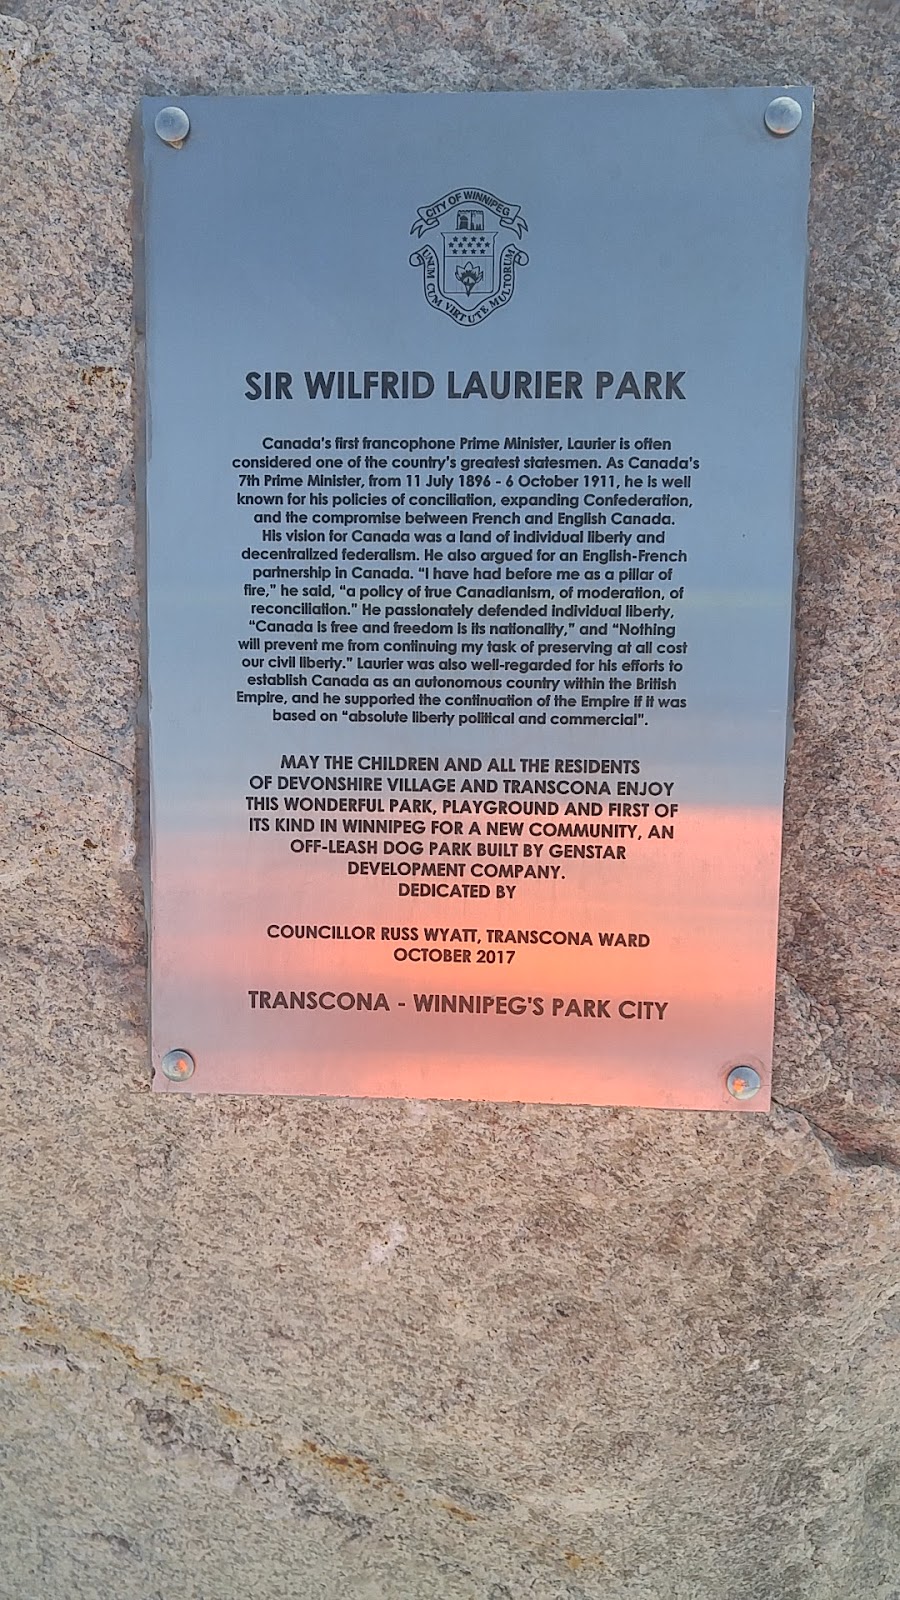 CITY OF WINNIPEG
UNUM CUM VIRTUTE MULTORUM
SIR WILFRID LAURIER PARK
Canada's first francophone Prime Minister, Laurier is often
considered one of the country's greatest statesmen. As Canada's
7th Prime Minister, from 11 July 1896 - 6 October 1911, he is well
known for his policies of conciliation, expanding Confederation,
and the compromise between French and English Canada.
His vision for Canada was a land of individual liberty and
decentralized federalism. He also argued for an English-French
partnership in Canada. "I have had before me as a pillar of
fire," he said, "a policy of true Canadianism, of moderation, of
reconciliation." He passionately defended individual liberty,
"Canada is free and freedom is its nationality," and "Nothing
will prevent me from continuing my task of preserving at all cost
our civil liberty." Laurier was also well-regarded for his efforts to
establish Canada as an autonomous country within the British
Empire, and he supported the continuation of the Empire if it was
based on "absolute liberty political and commercial".
MAY THE CHILDREN AND ALL THE RESIDENTS
OF DEVONSHIRE VILLAGE AND TRANSCONA ENJOY
THIS WONDERFUL PARK, PLAYGROUND AND FIRST OF
ITS KIND IN WINNIPEG FOR A NEW COMMUNITY, AN
OFF-LEASH DOG PARK BUILT BY GENSTAR
DEVELOPMENT COMPANY.
DEDICATED BY
COUNCILLOR RUSS WYATT, TRANSCONA WARD
OCTOBER 2017
TRANSCONA - WINNIPEG'S PARK CITY